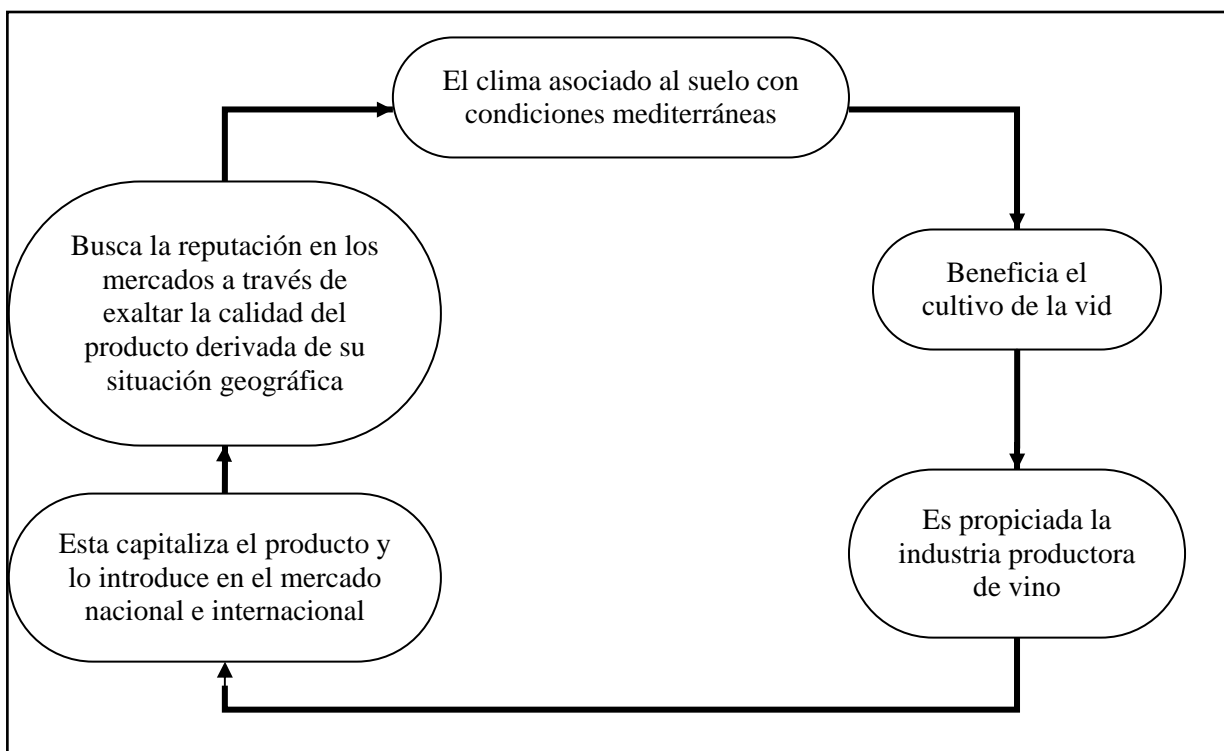 El clima asociado al suelo con
condiciones mediterráneas
Beneficia el
cultivo de la vid
Es propiciada la
industria productora
de vino
Esta capitaliza el producto y
lo introduce en el mercado
nacional e internacional
Busca la reputación en los
mercados a través de
exaltar la calidad del
producto derivada de su
situación geográfica